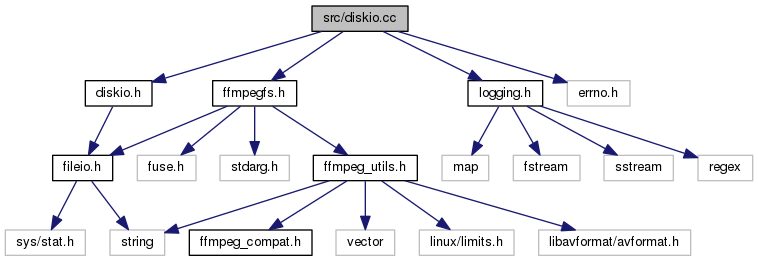 src/diskio.cc
diskio.h
ffmpegfs.h
logging.h
errno.h
fileio.h
fuse.h
stdarg.h
ffmpeg_utils.h
map
fstream
sstream
regex
sys/stat.h
string
ffmpeg_compat.h
vector
linux/limits.h
libavformat/avformat.h